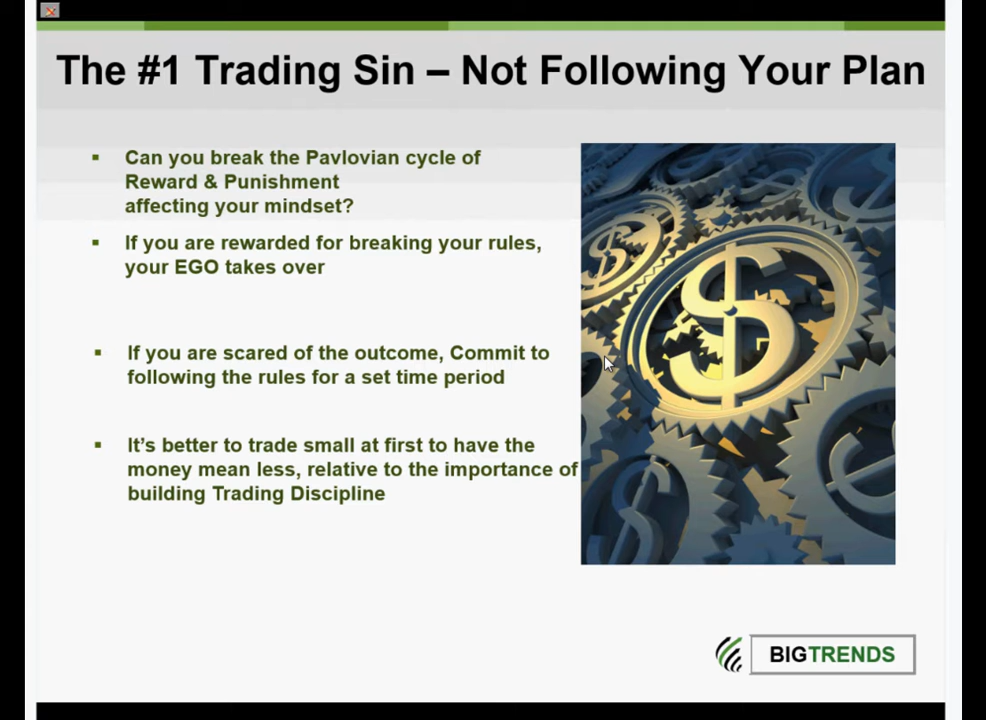 The #1 Trading Sin – Not Following Your Plan
Can you break the Pavlovian cycle of
Reward & Punishment
affecting your mindset?
If you are rewarded for breaking your rules,
your EGO takes over
If you are scared of the outcome, Commit to
following the rules for a set time period
It's better to trade small at first to have the
money mean less, relative to the importance of
building Trading Discipline
BIGTRENDS